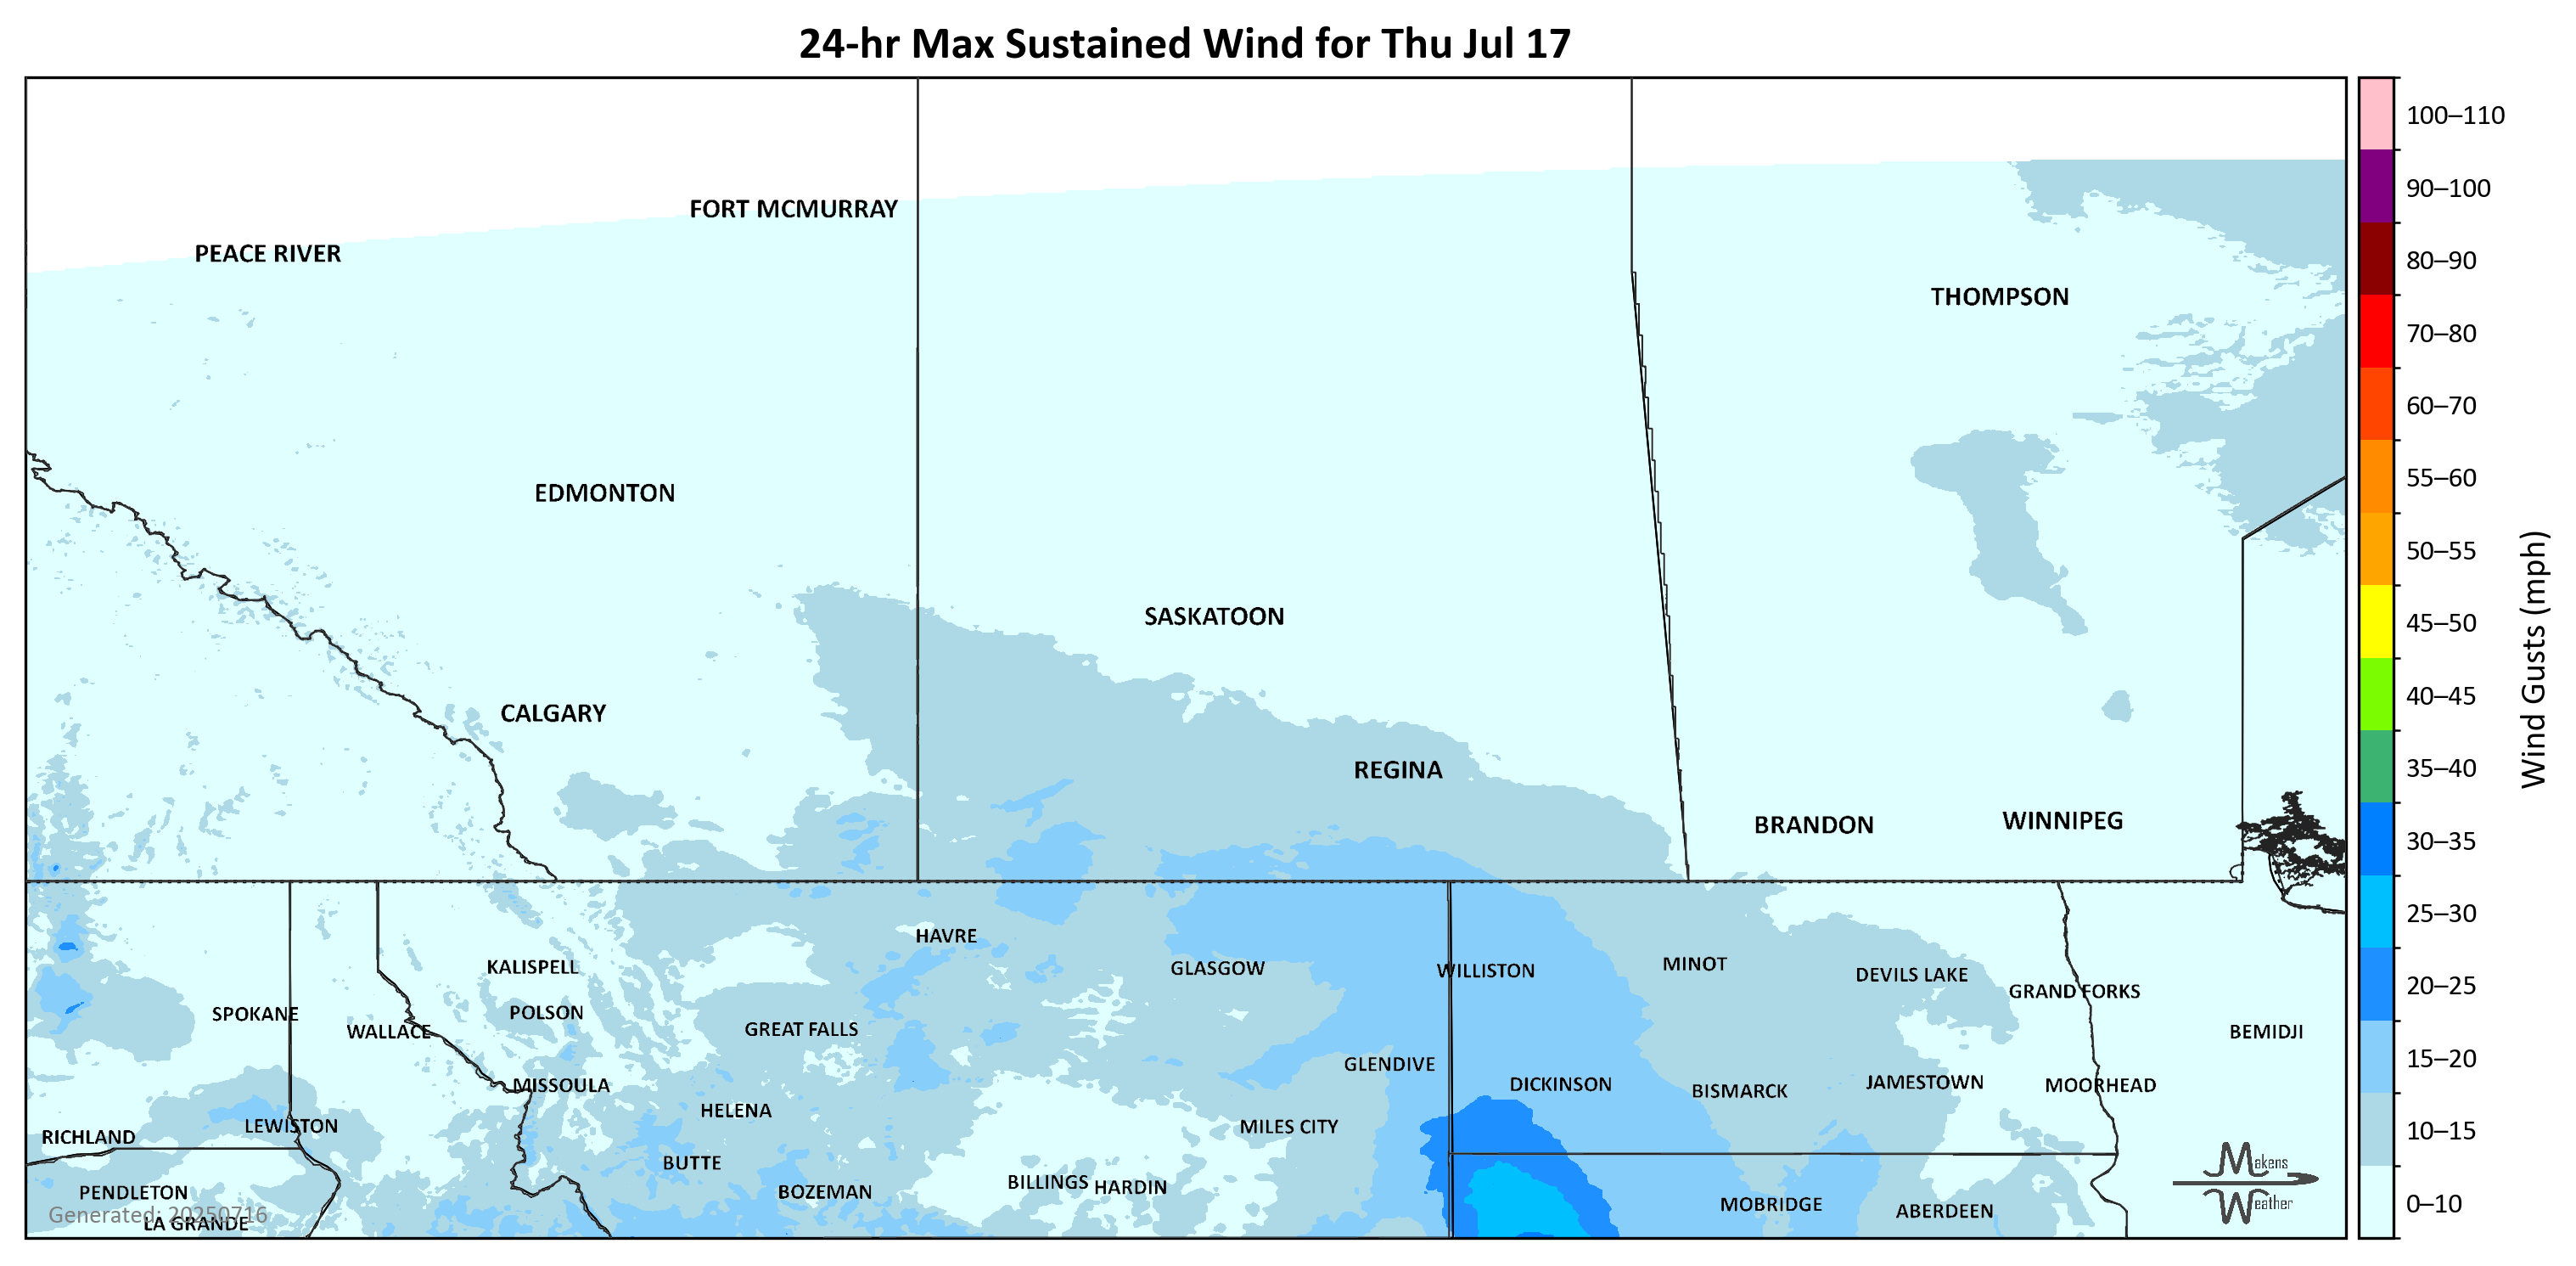 24-hr Max Sustained Wind for Thu Jul 17
100–110
FORT MCMURRAY
90–100
PEACE RIVER
80–90
THOMPSON
70–80
60–70
EDMONTON
55–60
50–55
SASKATOON
45–50
CALGARY
40–45
REGINA
35–40
BRANDON
WINNIPEG
30–35
Wind Gusts (mph)
HAVRE
25–30
KALISPELL
GLASGOW
WILLISTON
MINOT
DEVILS LAKE
GRAND FORKS
20–25
SPOKANE
POLSON
WALLACE
GREAT FALLS
BEMIDJI
15–20
GLENDIVE
MISSOULA
DICKINSON
BISMARCK
JAMESTOWN
MOORHEAD
HELENA
LEWISTON
MILES CITY
RICHLAND
10–15
BUTTE
Makens
Weather
PENDLETON
BOZEMAN
BILLINGS
HARDIN
MOBRIDGE
ABERDEEN
0–10
Generated: 20250716
LA GRANDE